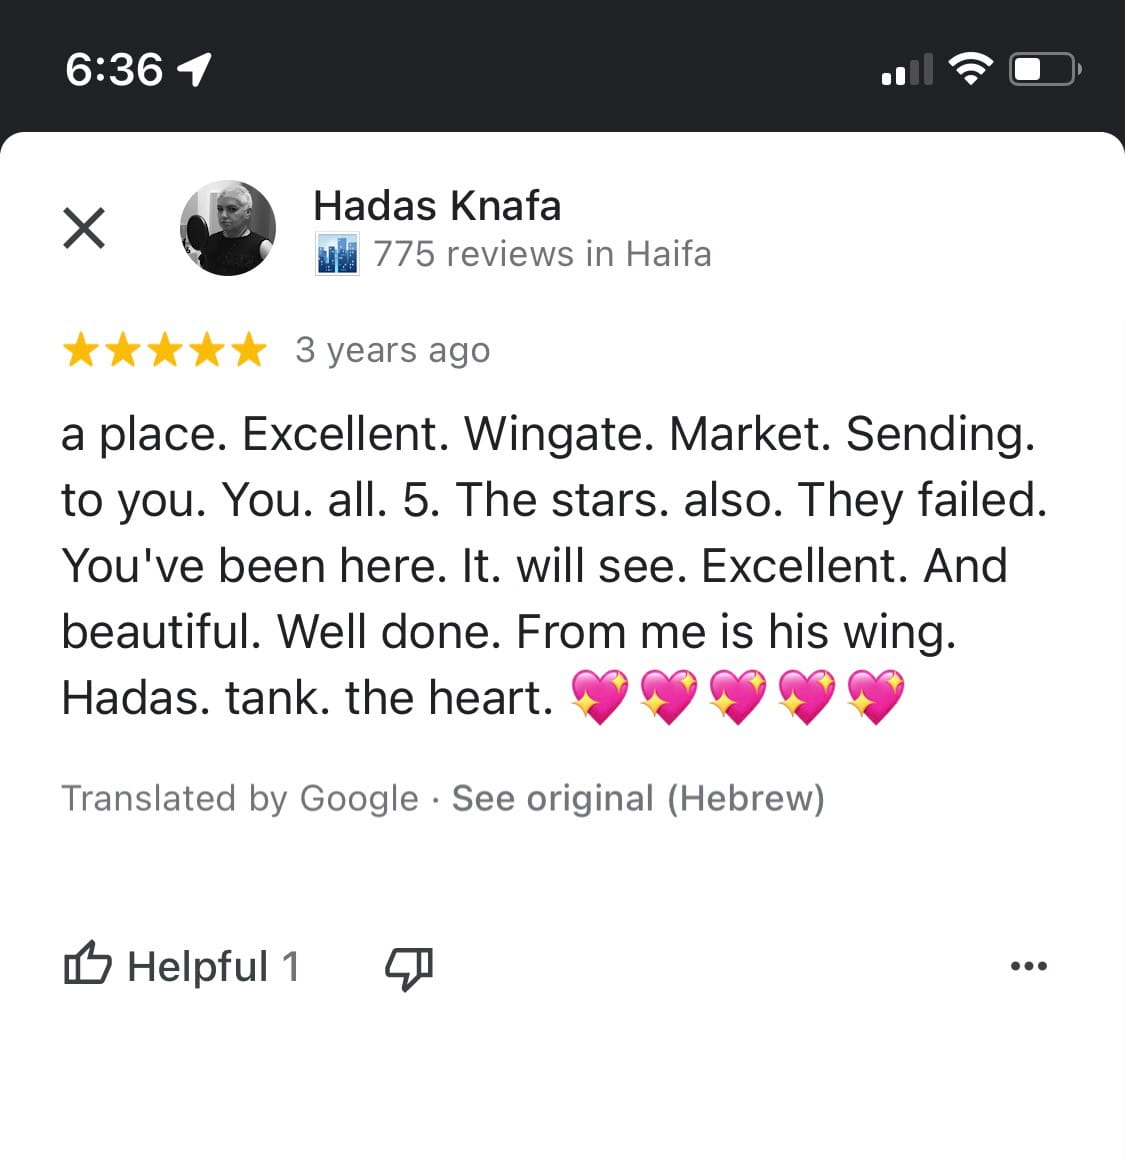 6:36
Hadas Knafa
775 reviews in Haifa
3 years ago
a place. Excellent. Wingate. Market. Sending.
to you. You. all. 5. The stars. also. They failed.
You've been here. It. will see. Excellent. And
beautiful. Well done. From me is his wing.
Hadas. tank. the heart. 💖💖💖💖💖
Translated by Google · See original (Hebrew)
Helpful 1